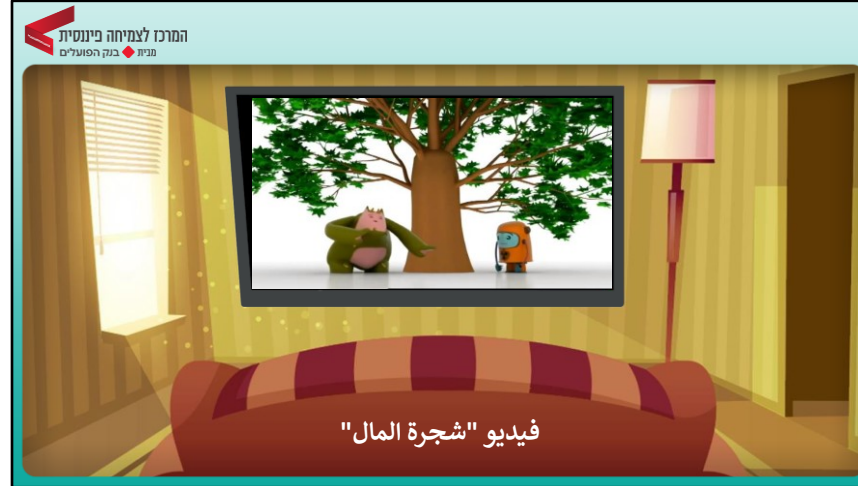 המרכז לצמיחה פיננסית
מבית בנק הפועלים
فيديو "شجرة المال"